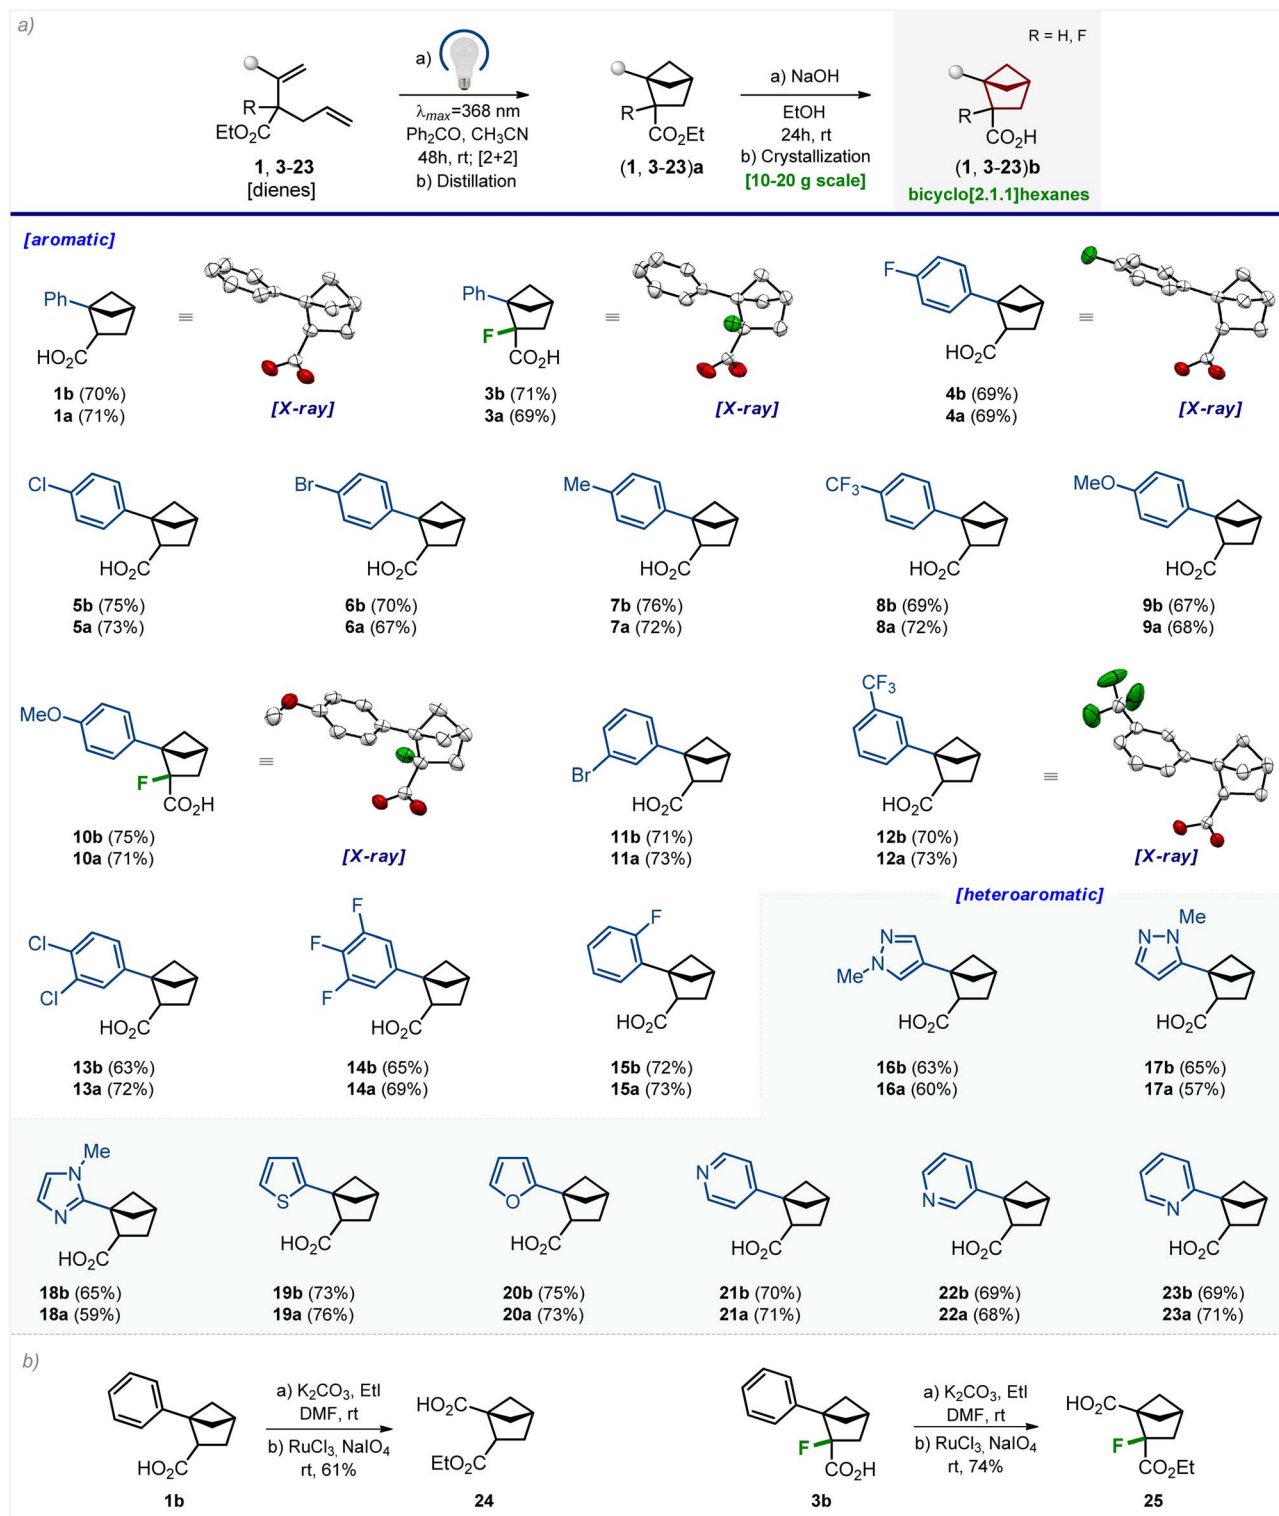 a)
R
EtO₂C
1, 3-23
[dienes]
a)
λmax=368 nm
Ph₂CO, CH₃CN
48h, rt; [2+2]
b) Distillation
R
CO₂Et
(1, 3-23)a
a) NaOH
EtOH
24h, rt
b) Crystallization
[10-20 g scale]
R = H, F
R
CO₂H
(1, 3-23)b
bicyclo[2.1.1]hexanes
[aromatic]
Ph
HO₂C
≡
1b (70%)
1a (71%)
[X-ray]
Ph
F
CO₂H
≡
3b (71%)
3a (69%)
[X-ray]
F
HO₂C
≡
4b (69%)
4a (69%)
[X-ray]
Cl
HO₂C
5b (75%)
5a (73%)
Br
HO₂C
6b (70%)
6a (67%)
Me
HO₂C
7b (76%)
7a (72%)
CF₃
HO₂C
8b (69%)
8a (72%)
MeO
HO₂C
9b (67%)
9a (68%)
MeO
F
CO₂H
≡
10b (75%)
10a (71%)
[X-ray]
Br
HO₂C
11b (71%)
11a (73%)
CF₃
HO₂C
≡
12b (70%)
12a (73%)
[X-ray]
Cl
Cl
HO₂C
13b (63%)
13a (72%)
F
F
F
HO₂C
14b (65%)
14a (69%)
F
HO₂C
15b (72%)
15a (73%)
[heteroaromatic]
N
N
Me
HO₂C
16b (63%)
16a (60%)
Me
N
N
HO₂C
17b (65%)
17a (57%)
Me
N
N
HO₂C
18b (65%)
18a (59%)
S
HO₂C
19b (73%)
19a (76%)
O
HO₂C
20b (75%)
20a (73%)
N
HO₂C
21b (70%)
21a (71%)
N
HO₂C
22b (69%)
22a (68%)
N
HO₂C
23b (69%)
23a (71%)
b)
HO₂C
1b
a) K₂CO₃, EtI
DMF, rt
b) RuCl₃, NaIO₄
rt, 61%
HO₂C
EtO₂C
24
F
CO₂H
3b
a) K₂CO₃, EtI
DMF, rt
b) RuCl₃, NaIO₄
rt, 74%
HO₂C
F
CO₂Et
25